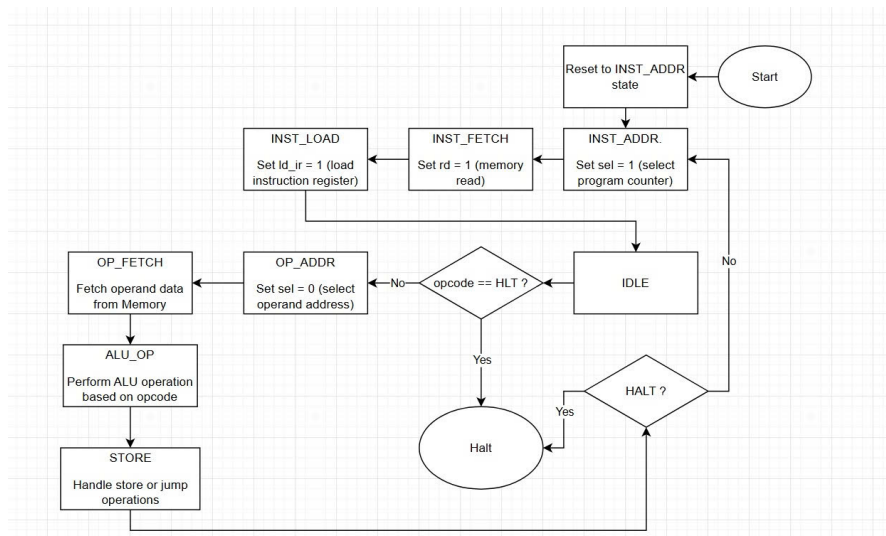 Reset to INST_ADDR
state
Start
INST_LOAD
Set ld_ir = 1 (load
instruction register)
INST_FETCH
Set rd = 1 (memory
read)
INST_ADDR.
Set sel = 1 (select
program counter)
No
OP_FETCH
Fetch operand data
from Memory
OP_ADDR
Set sel = 0 (select
operand address)
No
opcode == HLT ?
IDLE
Yes
ALU_OP
Perform ALU operation
based on opcode
HALT ?
Yes
Halt
STORE
Handle store or jump
operations